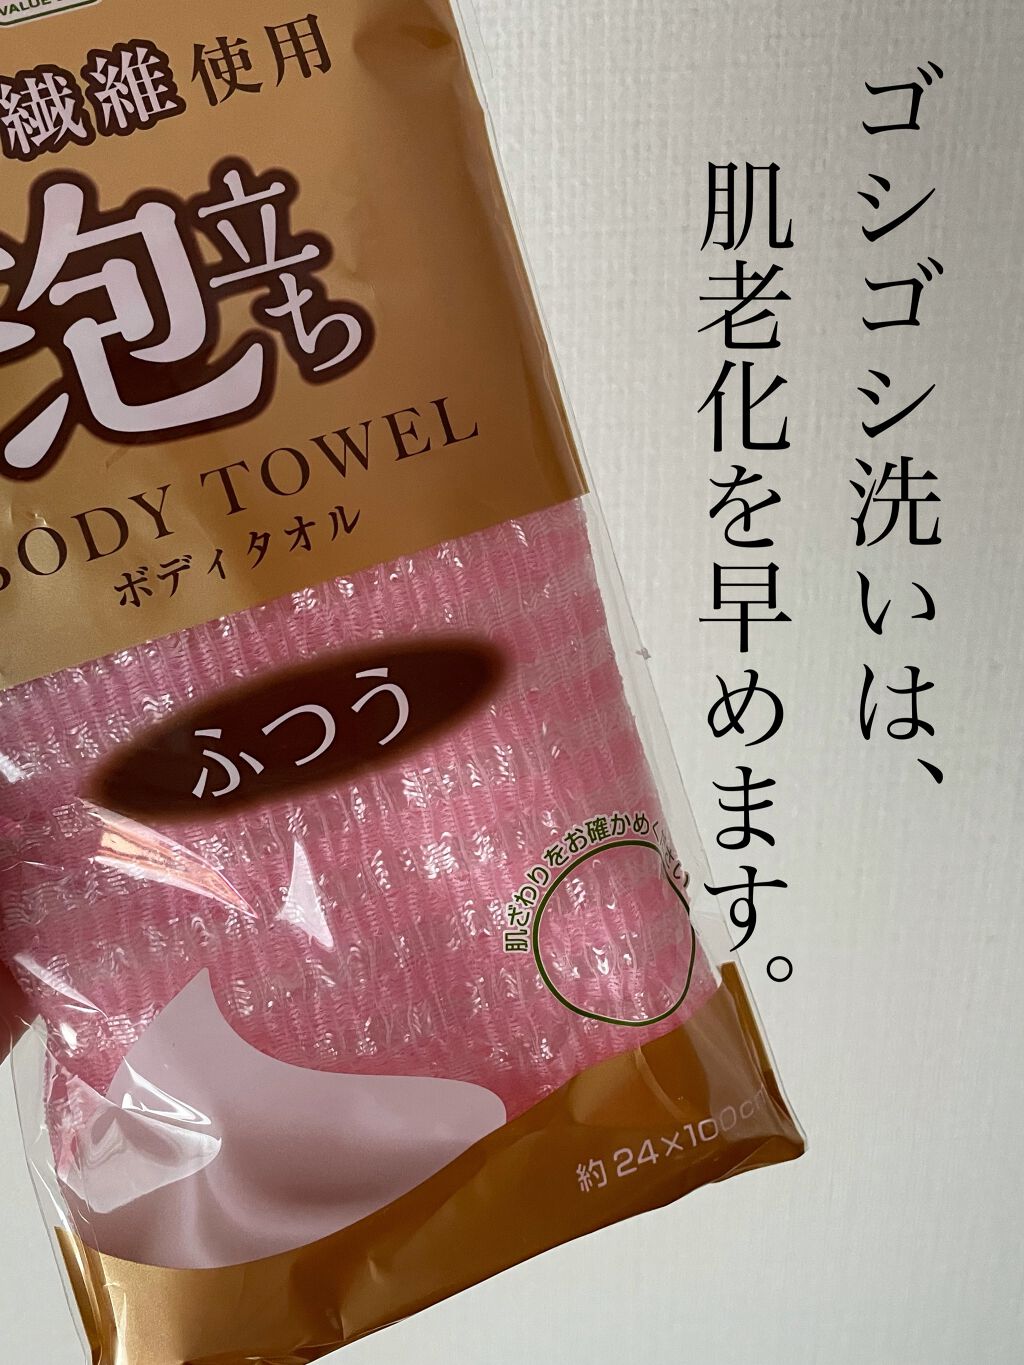 ゴシゴシ洗いは、
肌老化を早めます。
VALUE
繊維使用
泡立ち
BODY TOWEL
ボディタオル
ふつう
肌ざわりをお確かめください
約24×100cm